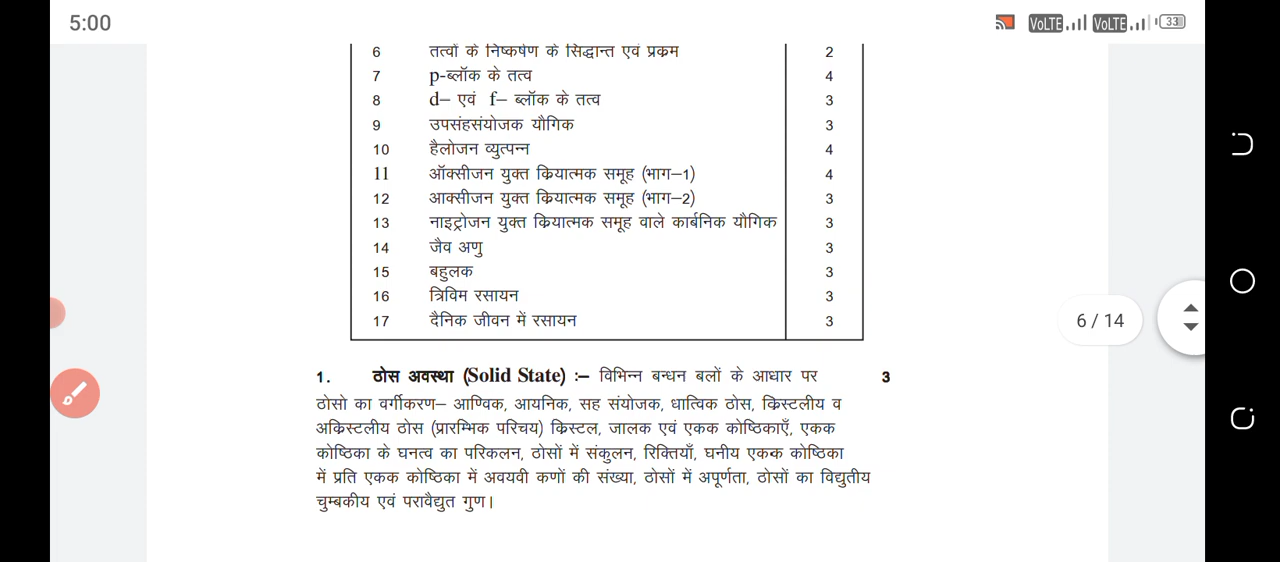 5:00
VoLTE VoLTE 33
6 तत्वों के निष्कर्षण के सिद्धान्त एवं प्रक्रम 2
7 p-ब्लॉक के तत्व 4
8 d– एवं f– ब्लॉक के तत्व 3
9 उपसंहसंयोजक यौगिक 3
10 हैलोजन व्युत्पन्न 4
11 ऑक्सीजन युक्त क्रियात्मक समूह (भाग–1) 4
12 आक्सीजन युक्त क्रियात्मक समूह (भाग–2) 3
13 नाइट्रोजन युक्त क्रियात्मक समूह वाले कार्बनिक यौगिक 3
14 जैव अणु 3
15 बहुलक 3
16 त्रिविम रसायन 3
17 दैनिक जीवन में रसायन 3
6 / 14
1. ठोस अवस्था (Solid State) :– विभिन्न बन्धन बलों के आधार पर 3
ठोसो का वर्गीकरण– आण्विक, आयनिक, सह संयोजक, धात्विक ठोस, क्रिस्टलीय व
अक्रिस्टलीय ठोस (प्रारम्भिक परिचय) क्रिस्टल, जालक एवं एकक कोष्ठिकाएँ, एकक
कोष्ठिका के घनत्व का परिकलन, ठोसों में संकुलन, रिक्तियाँ, घनीय एकक कोष्ठिका
में प्रति एकक कोष्ठिका में अवयवी कणों की संख्या, ठोसों में अपूर्णता, ठोसों का विद्युतीय
चुम्बकीय एवं परावैद्युत गुण।